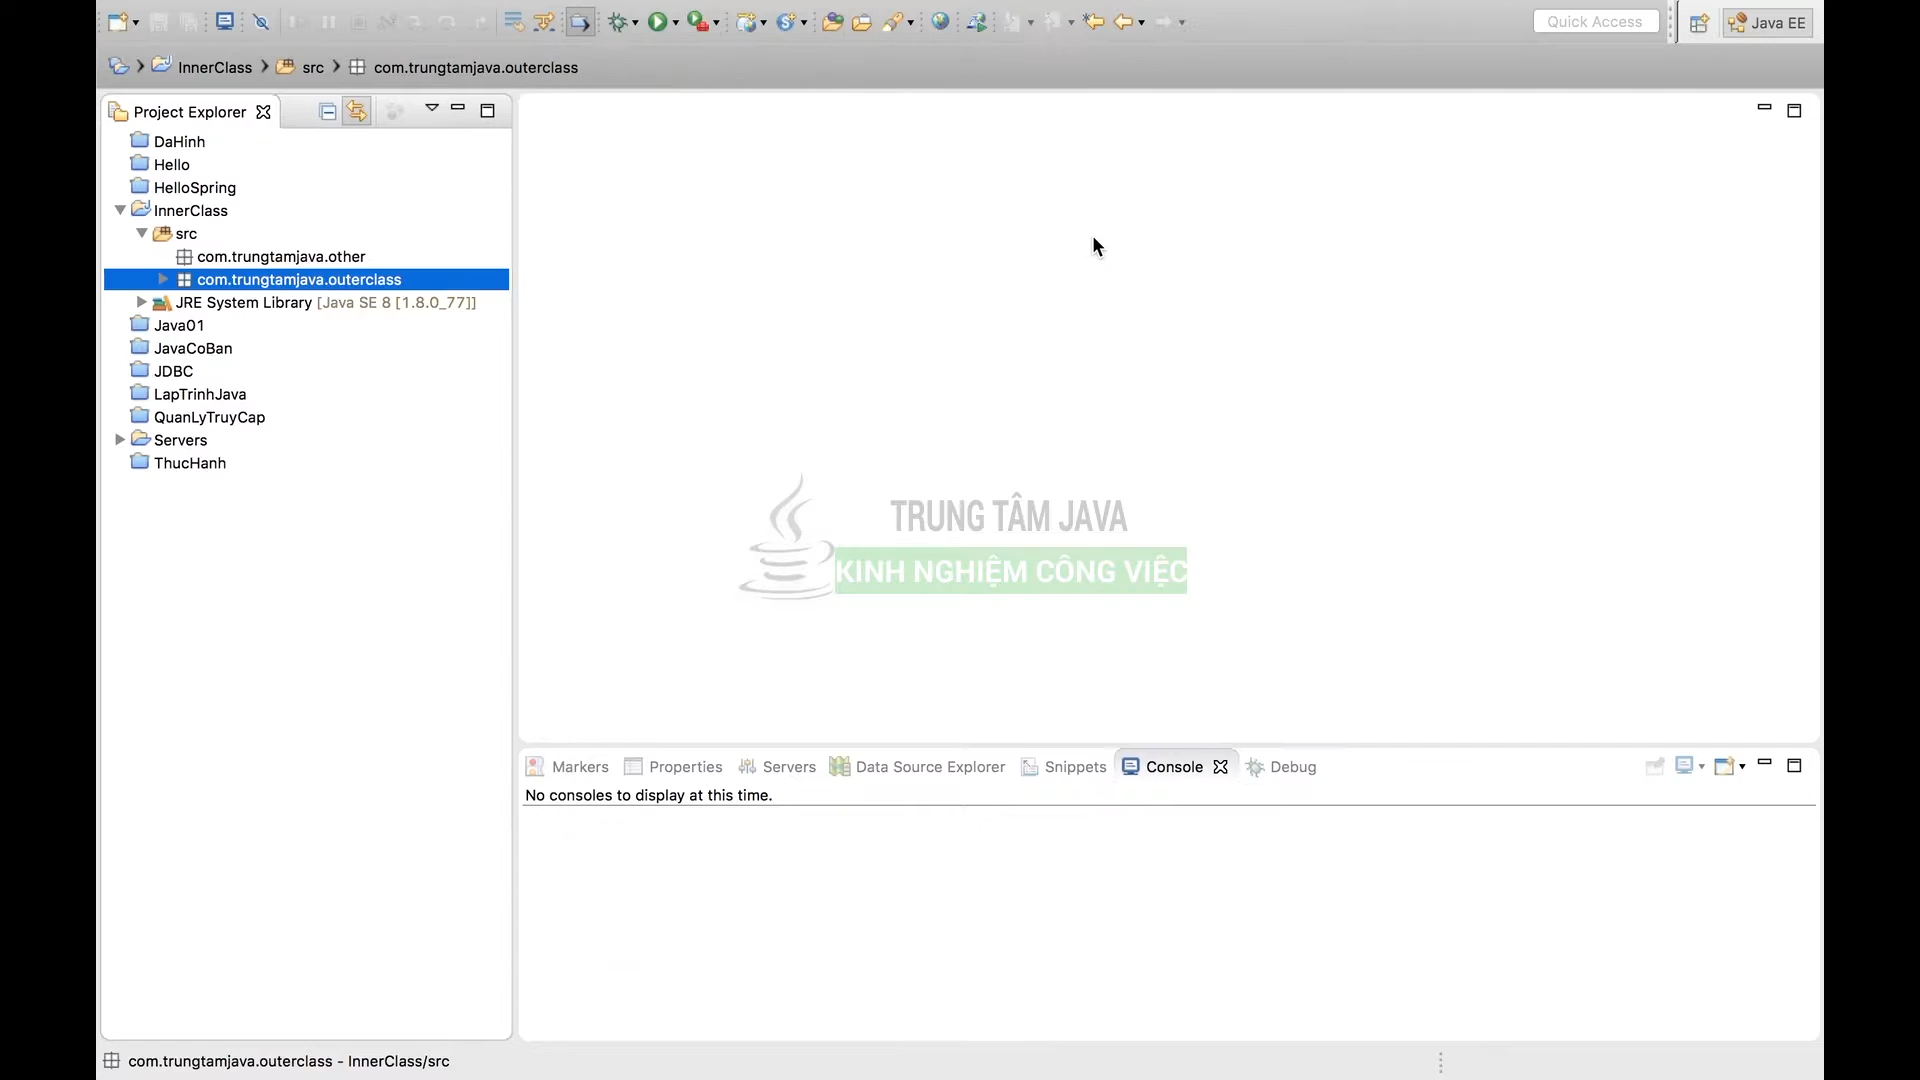 Quick Access
Java EE
InnerClass
src
com.trungtamjava.outerclass
Project Explorer
DaHinh
Hello
HelloSpring
InnerClass
src
com.trungtamjava.other
com.trungtamjava.outerclass
JRE System Library [Java SE 8 [1.8.0_77]]
Java01
JavaCoBan
JDBC
LapTrinhJava
QuanLyTruyCap
Servers
ThucHanh
TRUNG TÂM JAVA
KINH NGHIỆM CÔNG VIỆC
Markers Properties Servers Data Source Explorer Snippets Console Debug
No consoles to display at this time.
com.trungtamjava.outerclass - InnerClass/src